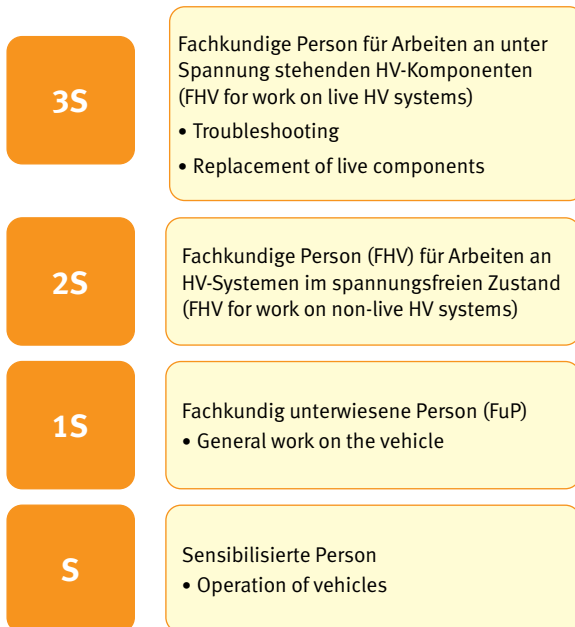 3S
Fachkundige Person für Arbeiten an unter
Spannung stehenden HV-Komponenten
(FHV for work on live HV systems)
• Troubleshooting
• Replacement of live components
2S
Fachkundige Person (FHV) für Arbeiten an
HV-Systemen im spannungsfreien Zustand
(FHV for work on non-live HV systems)
1S
Fachkundig unterwiesene Person (FuP)
• General work on the vehicle
S
Sensibilisierte Person
• Operation of vehicles